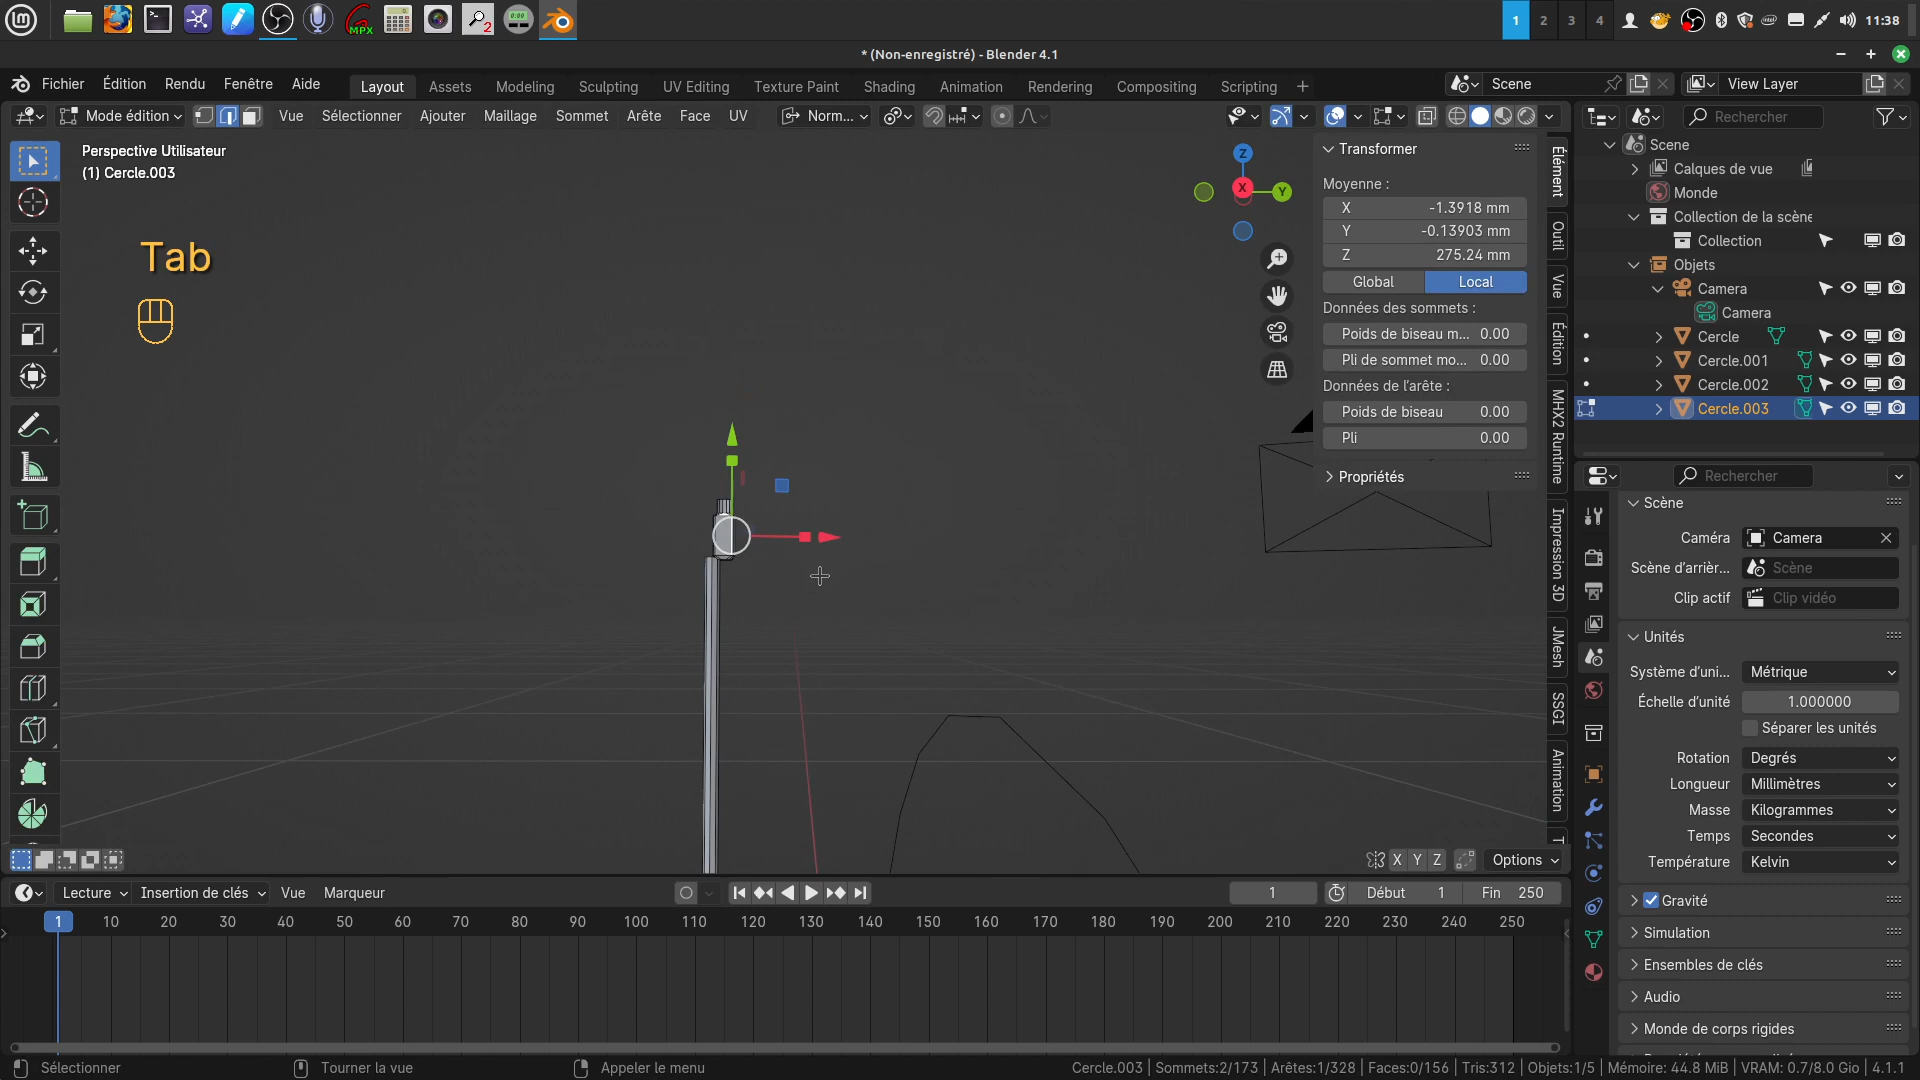 MPX
2
0:00
1
2
3
4
11:38
* (Non-enregistré) - Blender 4.1
Fichier
Édition
Rendu
Fenêtre
Aide
Layout
Assets
Modeling
Sculpting
UV Editing
Texture Paint
Shading
Animation
Rendering
Compositing
Scripting
+
Scene
View Layer
Mode édition
Vue
Sélectionner
Ajouter
Maillage
Sommet
Arête
Face
UV
Norm...
Rechercher
Perspective Utilisateur
(1) Cercle.003
Tab
Z
X
Y
Transformer
Moyenne :
X -1.3918 mm
Y -0.13903 mm
Z 275.24 mm
Global
Local
Données des sommets :
Poids de biseau m... 0.00
Pli de sommet mo... 0.00
Données de l'arête :
Poids de biseau 0.00
Pli 0.00
Propriétés
Élément
Outil
Vue
Édition
MHX2 Runtime
Impression 3D
JMesh
SSGI
Animation
Scene
Calques de vue
Monde
Collection de la scène
Collection
Objets
Camera
Camera
Cercle
Cercle.001
Cercle.002
Cercle.003
Rechercher
Scène
Caméra
Camera
Scène d'arrièr...
Scène
Clip actif
Clip vidéo
Unités
Système d'uni...
Métrique
Échelle d'unité
1.000000
Séparer les unités
Rotation
Degrés
Longueur
Millimètres
Masse
Kilogrammes
Temps
Secondes
Température
Kelvin
Gravité
Simulation
Ensembles de clés
Audio
Monde de corps rigides
X
Y
Z
Options
Lecture
Insertion de clés
Vue
Marqueur
1
Début 1
Fin 250
1 10 20 30 40 50 60 70 80 90 100 110 120 130 140 150 160 170 180 190 200 210 220 230 240 250
Sélectionner
Tourner la vue
Appeler le menu
Cercle.003 | Sommets:2/173 | Arêtes:1/328 | Faces:0/156 | Tris:312 | Objets:1/5 | Mémoire: 44.8 MiB | VRAM: 0.7/8.0 Gio | 4.1.1